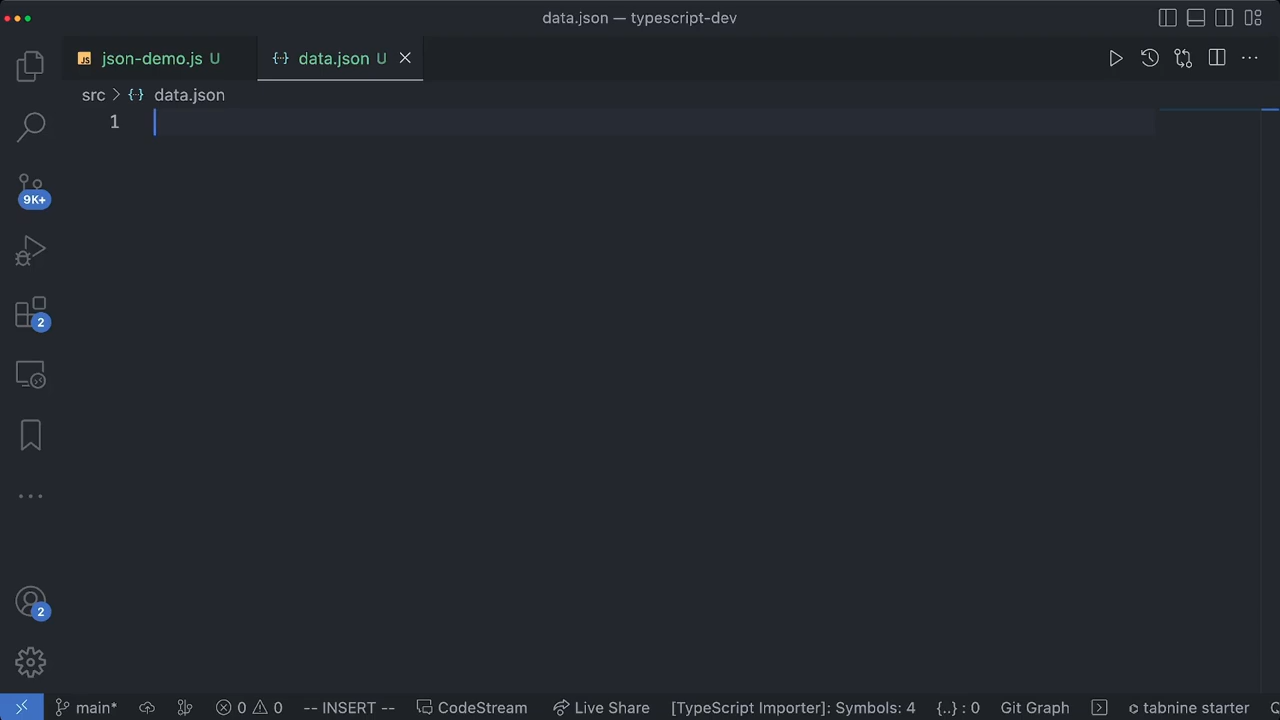 data.json — typescript-dev
JS json-demo.js U
{··} data.json U
src > {··} data.json
1
9K+
2
2
main* 0 0 -- INSERT -- CodeStream Live Share [TypeScript Importer]: Symbols: 4 {..} : 0 Git Graph tabnine starter